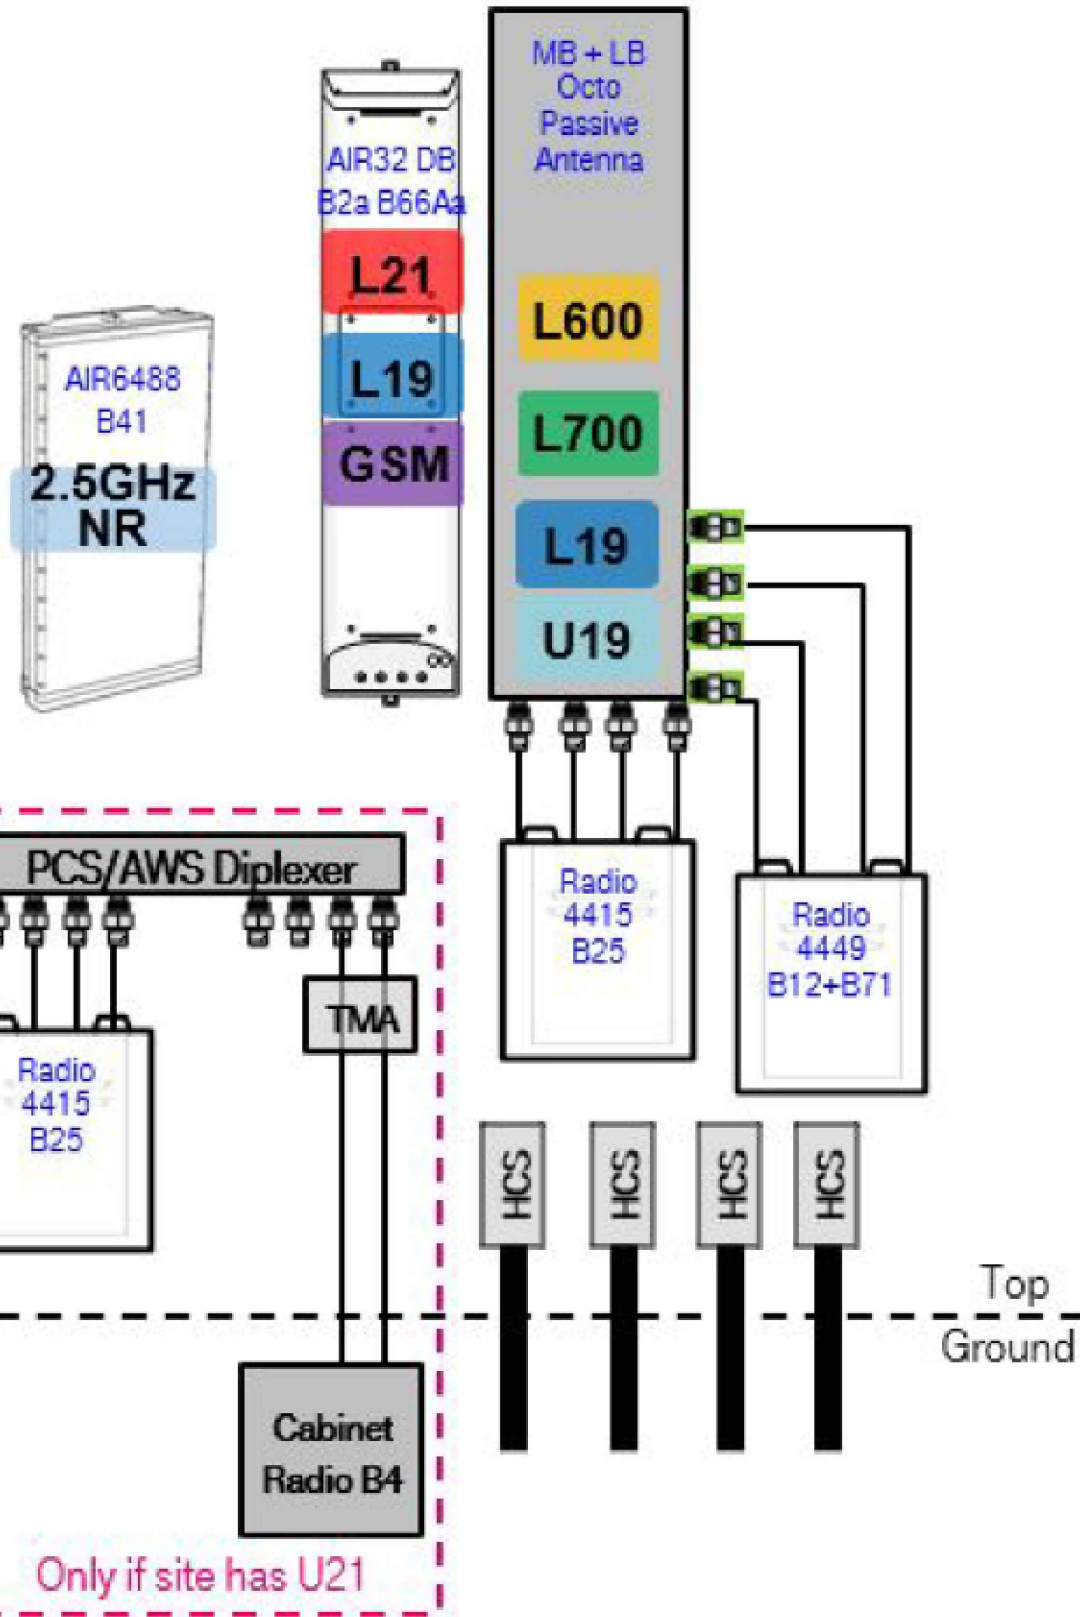 MB + LB
Octo
Passive
Antenna
AIR32 DB
B2a B66Aa
L21
L19
GSM
L600
L700
L19
U19
AIR6488
B41
2.5GHz
NR
PCS/AWS Diplexer
TMA
Radio
4415
B25
Radio
4415
B25
Radio
4449
B12+B71
HCS
HCS
HCS
HCS
Top
Ground
Cabinet
Radio B4
Only if site has U21